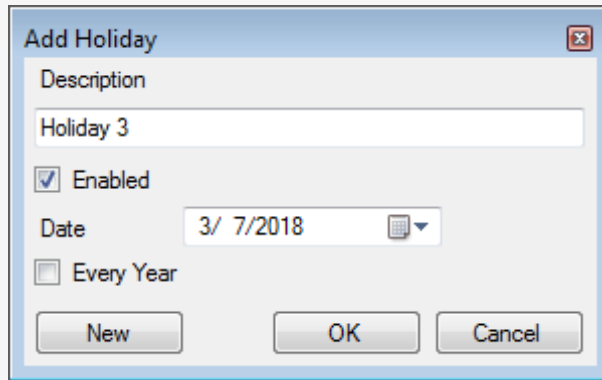 Add Holiday
Description
Holiday 3
Enabled
Date 3/ 7/2018
Every Year
New OK Cancel